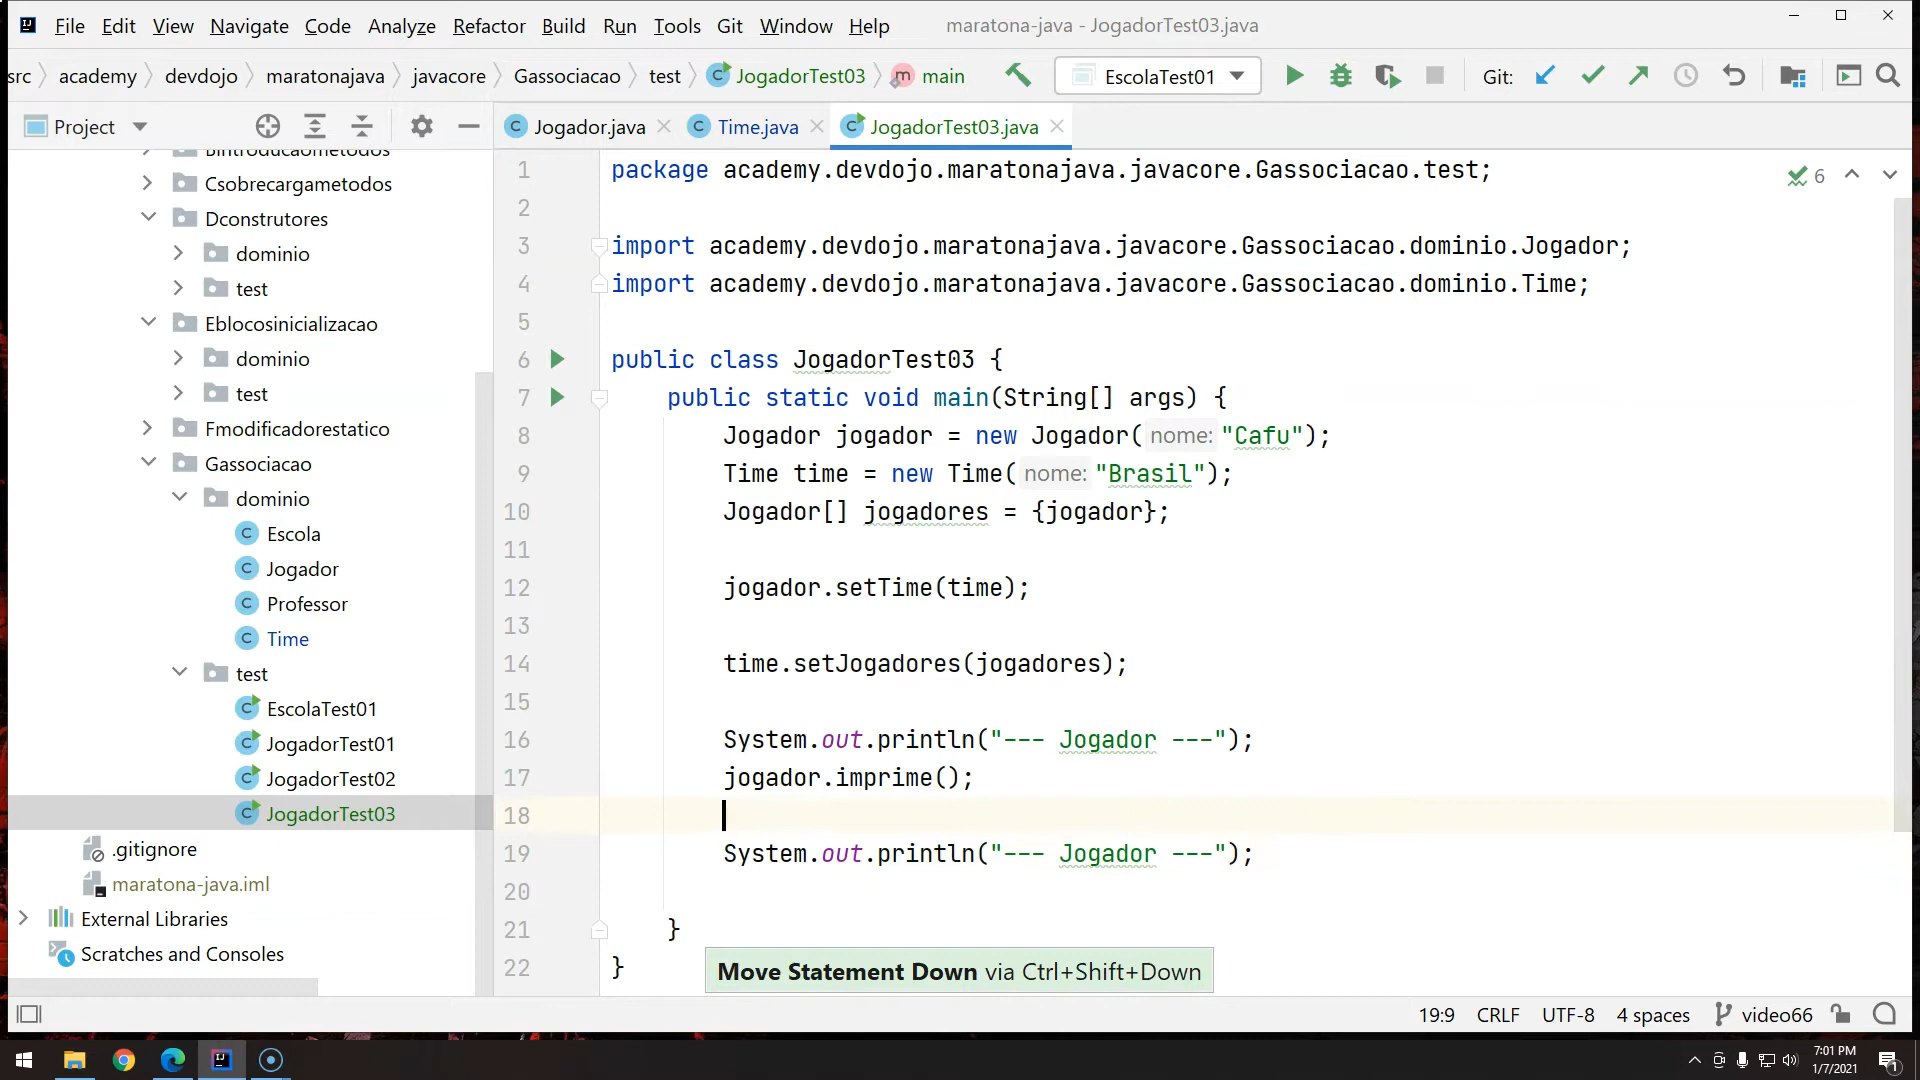 File Edit View Navigate Code Analyze Refactor Build Run Tools Git Window Help maratona-java - JogadorTest03.java
src academy devdojo maratonajava javacore Gassociacao test JogadorTest03 main EscolaTest01 Git:
Project
Jogador.java Time.java JogadorTest03.java
Csobrecargametodos
Dconstrutores
dominio
test
Eblocosinicializacao
dominio
test
Fmodificadorestatico
Gassociacao
dominio
Escola
Jogador
Professor
Time
test
EscolaTest01
JogadorTest01
JogadorTest02
JogadorTest03
.gitignore
maratona-java.iml
External Libraries
Scratches and Consoles
6
1 package academy.devdojo.maratonajava.javacore.Gassociacao.test;
2
3 import academy.devdojo.maratonajava.javacore.Gassociacao.dominio.Jogador;
4 import academy.devdojo.maratonajava.javacore.Gassociacao.dominio.Time;
5
6 public class JogadorTest03 {
7 public static void main(String[] args) {
8 Jogador jogador = new Jogador( nome: "Cafu");
9 Time time = new Time( nome: "Brasil");
10 Jogador[] jogadores = {jogador};
11
12 jogador.setTime(time);
13
14 time.setJogadores(jogadores);
15
16 System.out.println("--- Jogador ---");
17 jogador.imprime();
18
19 System.out.println("--- Jogador ---");
20
21 }
22 }
Move Statement Down via Ctrl+Shift+Down
19:9 CRLF UTF-8 4 spaces video66
7:01 PM
1/7/2021
1